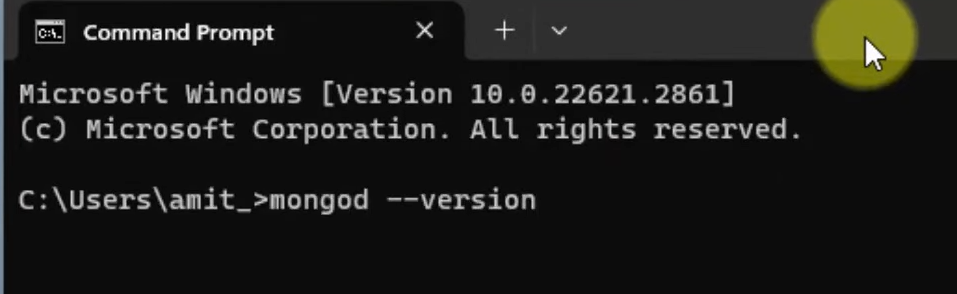 Command Prompt
Microsoft Windows [Version 10.0.22621.2861]
(c) Microsoft Corporation. All rights reserved.
C:\Users\amit_>mongod --version